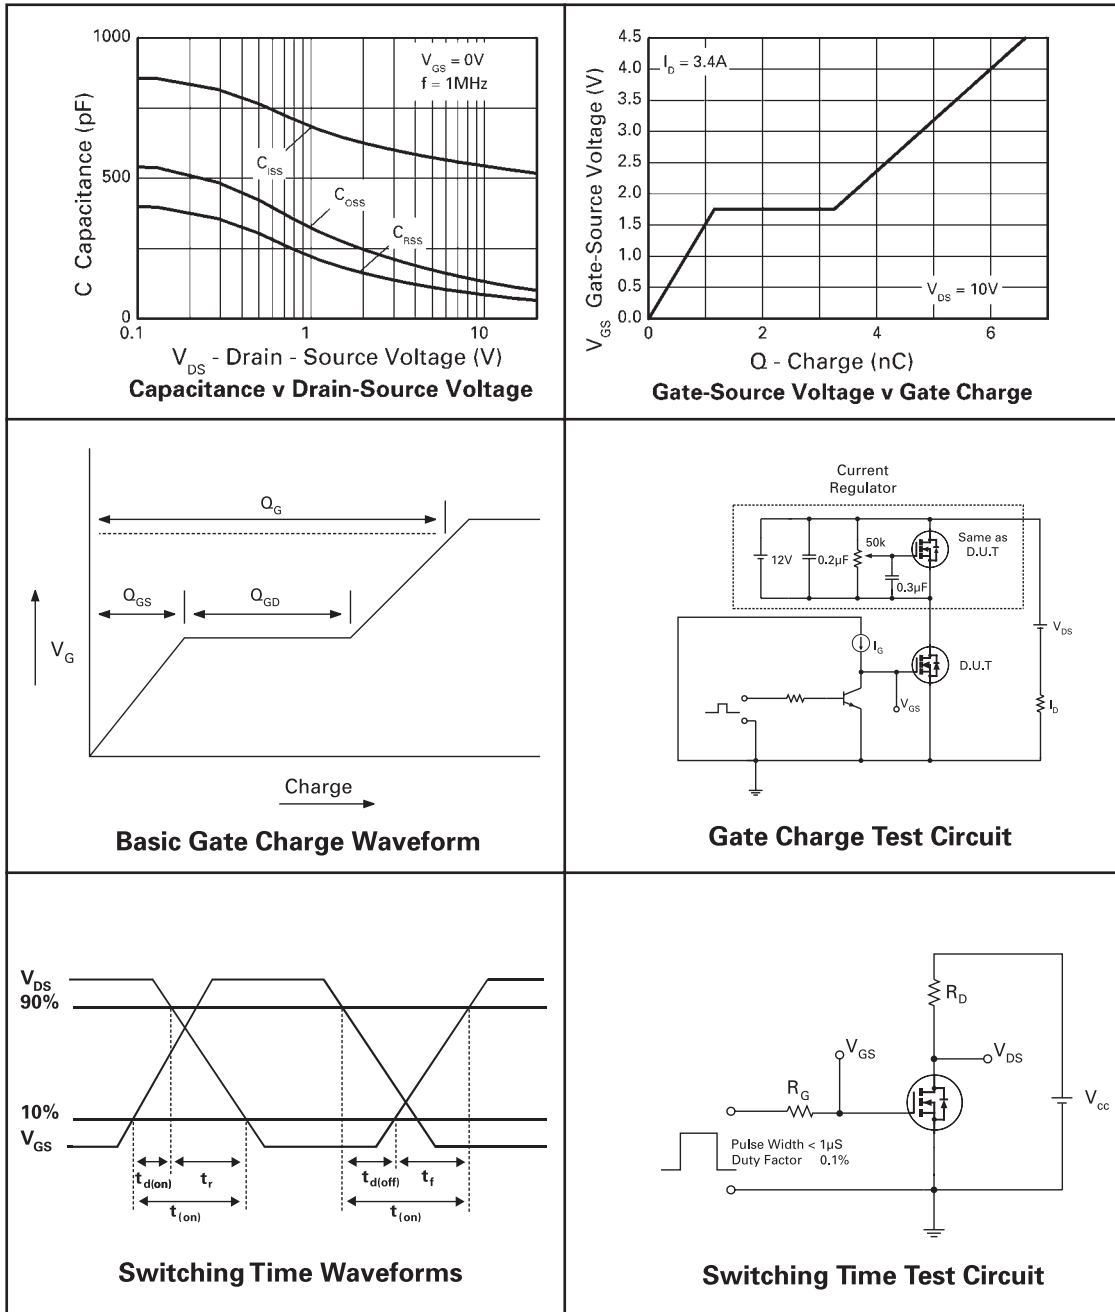 1000
500
0
0.1
1
10
C Capacitance (pF)
V_GS = 0V
f = 1MHz
C_ISS
C_OSS
C_RSS
V_DS - Drain - Source Voltage (V)
Capacitance v Drain-Source Voltage
4.5
4.0
3.5
3.0
2.5
2.0
1.5
1.0
0.5
0.0
0
2
4
6
V_GS Gate-Source Voltage (V)
I_D = 3.4A
V_DS = 10V
Q - Charge (nC)
Gate-Source Voltage v Gate Charge
Q_G
Q_GS
Q_GD
V_G
Charge
Basic Gate Charge Waveform
Current
Regulator
12V
0.2µF
50k
0.3µF
Same as
D.U.T
I_G
V_GS
D.U.T
V_DS
I_D
Gate Charge Test Circuit
V_DS
90%
10%
V_GS
t_d(on)
t_r
t_(on)
t_d(off)
t_f
t_(on)
Switching Time Waveforms
R_D
V_GS
V_DS
R_G
V_cc
Pulse Width < 1µS
Duty Factor 0.1%
Switching Time Test Circuit